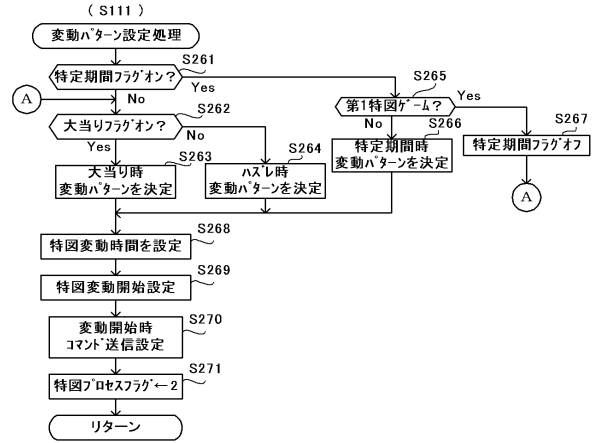 ( S111 )
変動ﾊﾟﾀｰﾝ設定処理
S261
特定期間ﾌﾗｸﾞｵﾝ?
Yes
No
A
S262
大当りﾌﾗｸﾞｵﾝ?
Yes
No
S263
大当り時
変動ﾊﾟﾀｰﾝを決定
S264
ﾊｽﾞﾚ時
変動ﾊﾟﾀｰﾝを決定
S265
第1特図ｹﾞｰﾑ?
Yes
No
S266
特定期間時
変動ﾊﾟﾀｰﾝを決定
S267
特定期間ﾌﾗｸﾞｵﾌ
A
S268
特図変動時間を設定
S269
特図変動開始設定
S270
変動開始時
ｺﾏﾝﾄﾞ送信設定
S271
特図ﾌﾟﾛｾｽﾌﾗｸﾞ←2
リターン